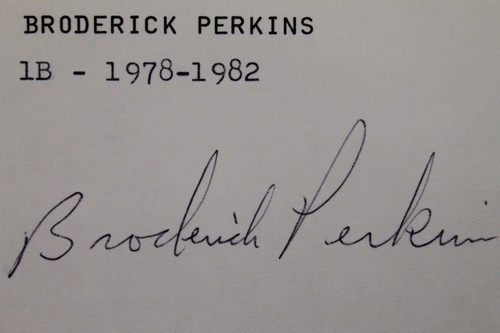 BRODERICK PERKINS
1B - 1978-1982
Broderick Perkins